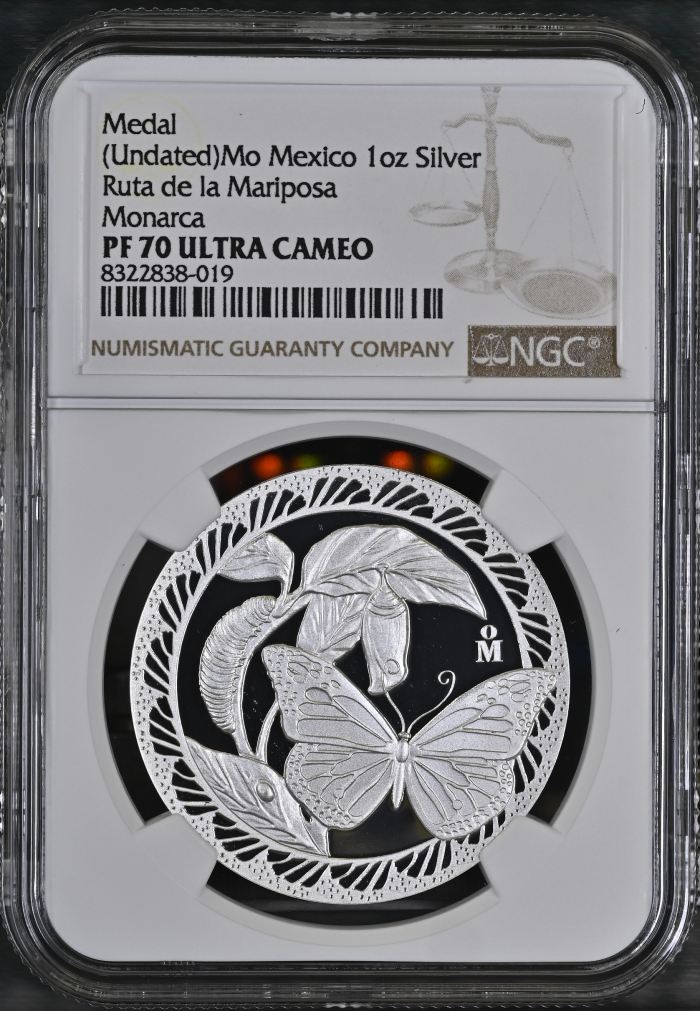 Medal
(Undated)Mo Mexico 1oz Silver
Ruta de la Mariposa
Monarca
PF 70 ULTRA CAMEO
8322838-019
NUMISMATIC GUARANTY COMPANY
NGC®
o
M